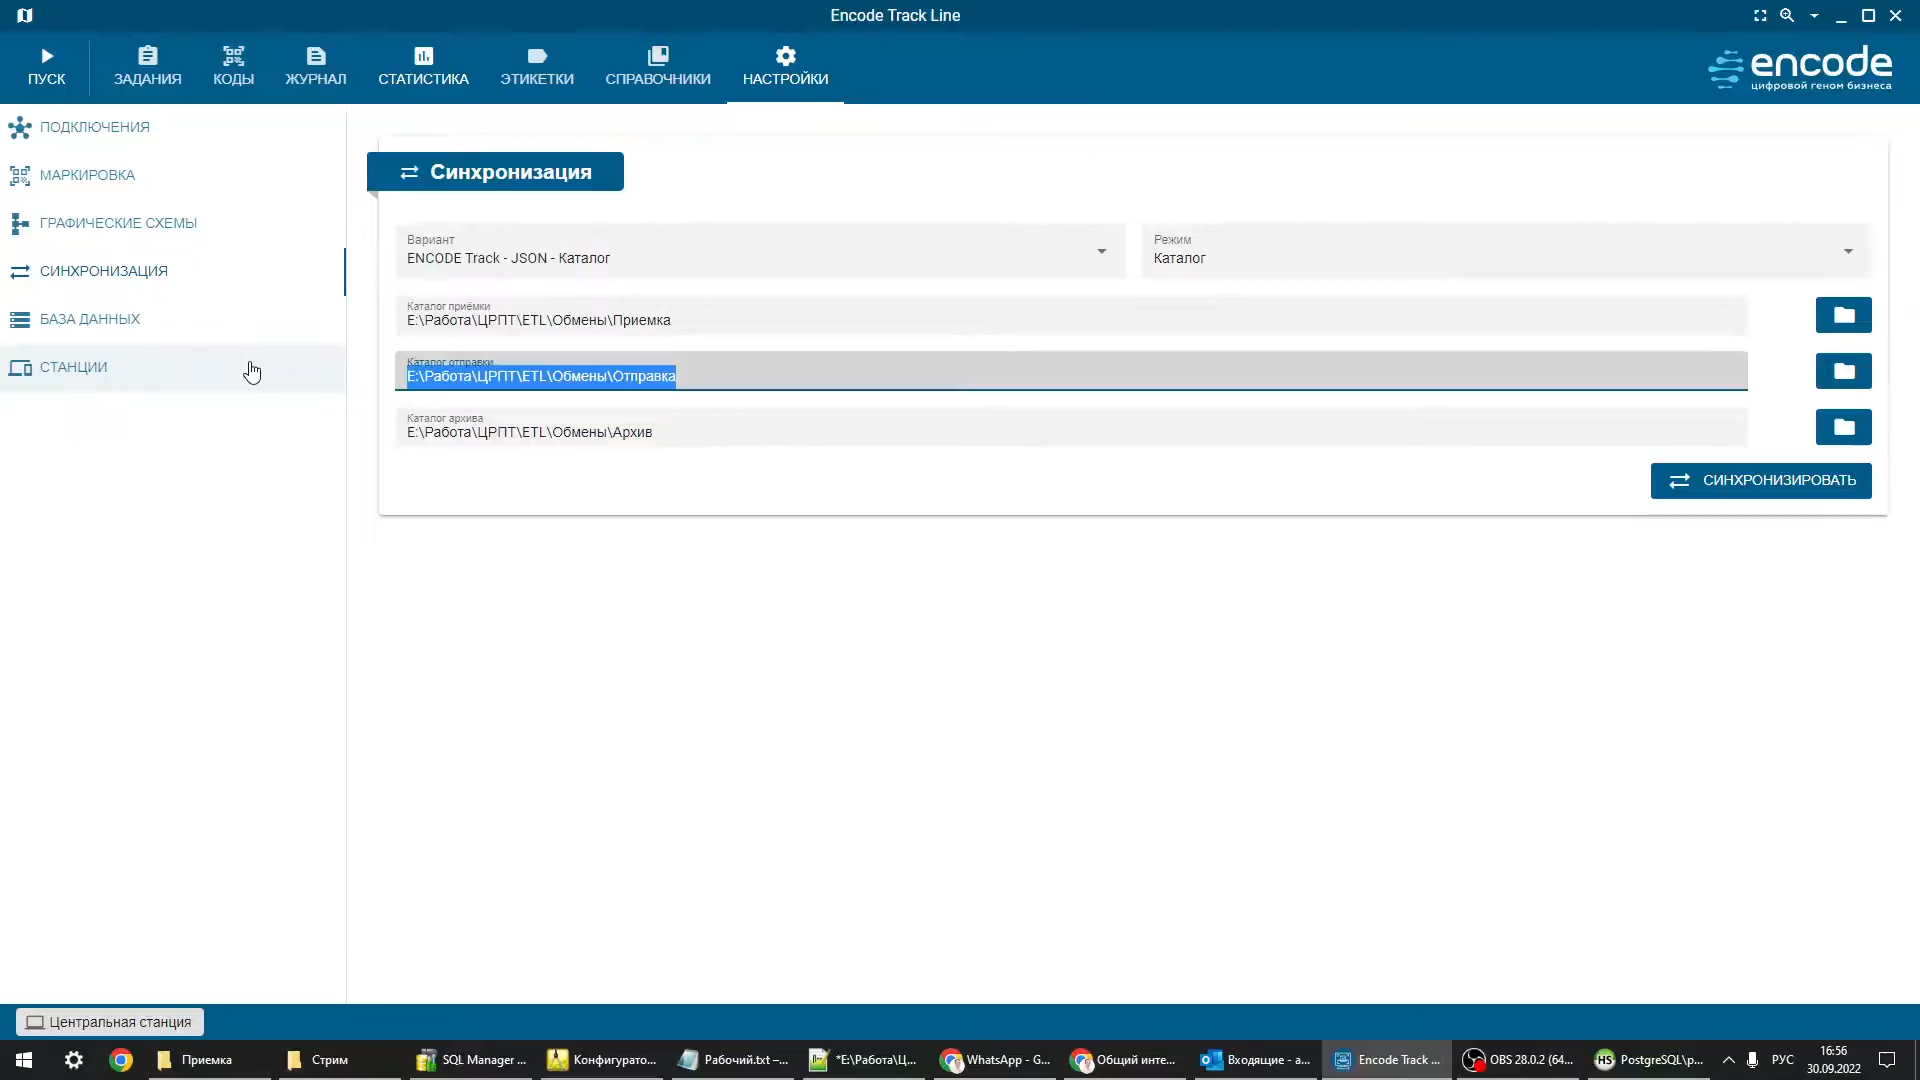 Encode Track Line
ПУСК
ЗАДАНИЯ
КОДЫ
ЖУРНАЛ
СТАТИСТИКА
ЭТИКЕТКИ
СПРАВОЧНИКИ
НАСТРОЙКИ
encode
цифровой геном бизнеса
ПОДКЛЮЧЕНИЯ
МАРКИРОВКА
ГРАФИЧЕСКИЕ СХЕМЫ
СИНХРОНИЗАЦИЯ
БАЗА ДАННЫХ
СТАНЦИИ
Синхронизация
Вариант
ENCODE Track - JSON - Каталог
Режим
Каталог
Каталог приёмки
E:\Работа\ЦРПТ\ETL\Обмены\Приемка
Каталог отправки
E:\Работа\ЦРПТ\ETL\Обмены\Отправка
Каталог архива
E:\Работа\ЦРПТ\ETL\Обмены\Архив
СИНХРОНИЗИРОВАТЬ
Центральная станция
Приемка
Стрим
SQL Manager ...
Конфигурато...
Рабочий.txt –...
*E:\Работа\Ц...
WhatsApp - G...
Общий инте...
Входящие - a...
Encode Track ...
OBS 28.0.2 (64...
HS
PostgreSQL\p...
РУС
16:56
30.09.2022